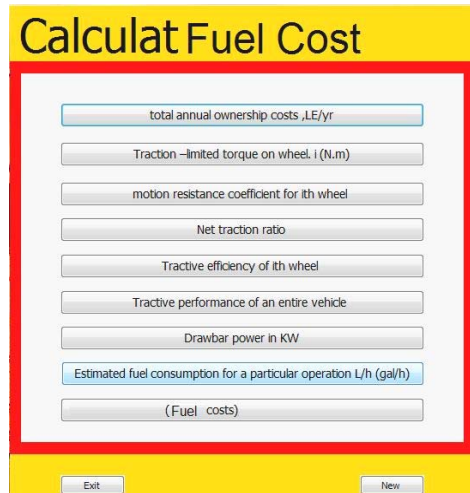 Calculat Fuel Cost
total annual ownership costs ,LE/yr
Traction –limited torque on wheel. i (N.m)
motion resistance coefficient for ith wheel
Net traction ratio
Tractive efficiency of ith wheel
Tractive performance of an entire vehicle
Drawbar power in KW
Estimated fuel consumption for a particular operation L/h (gal/h)
(Fuel costs)
Exit New